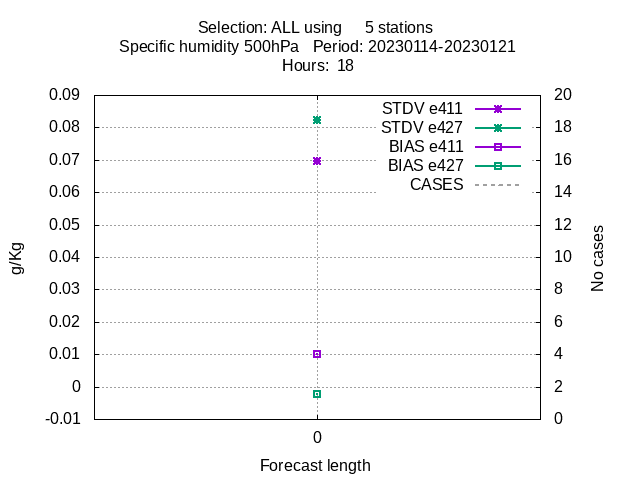 Selection: ALL using     5 stations
Specific humidity 500hPa   Period: 20230114-20230121
Hours:  18
0.09
0.08
0.07
0.06
0.05
0.04
0.03
0.02
0.01
0
-0.01
g/Kg
STDV e411
STDV e427
BIAS e411
BIAS e427
CASES
20
18
16
14
12
10
8
6
4
2
0
No cases
0
Forecast length